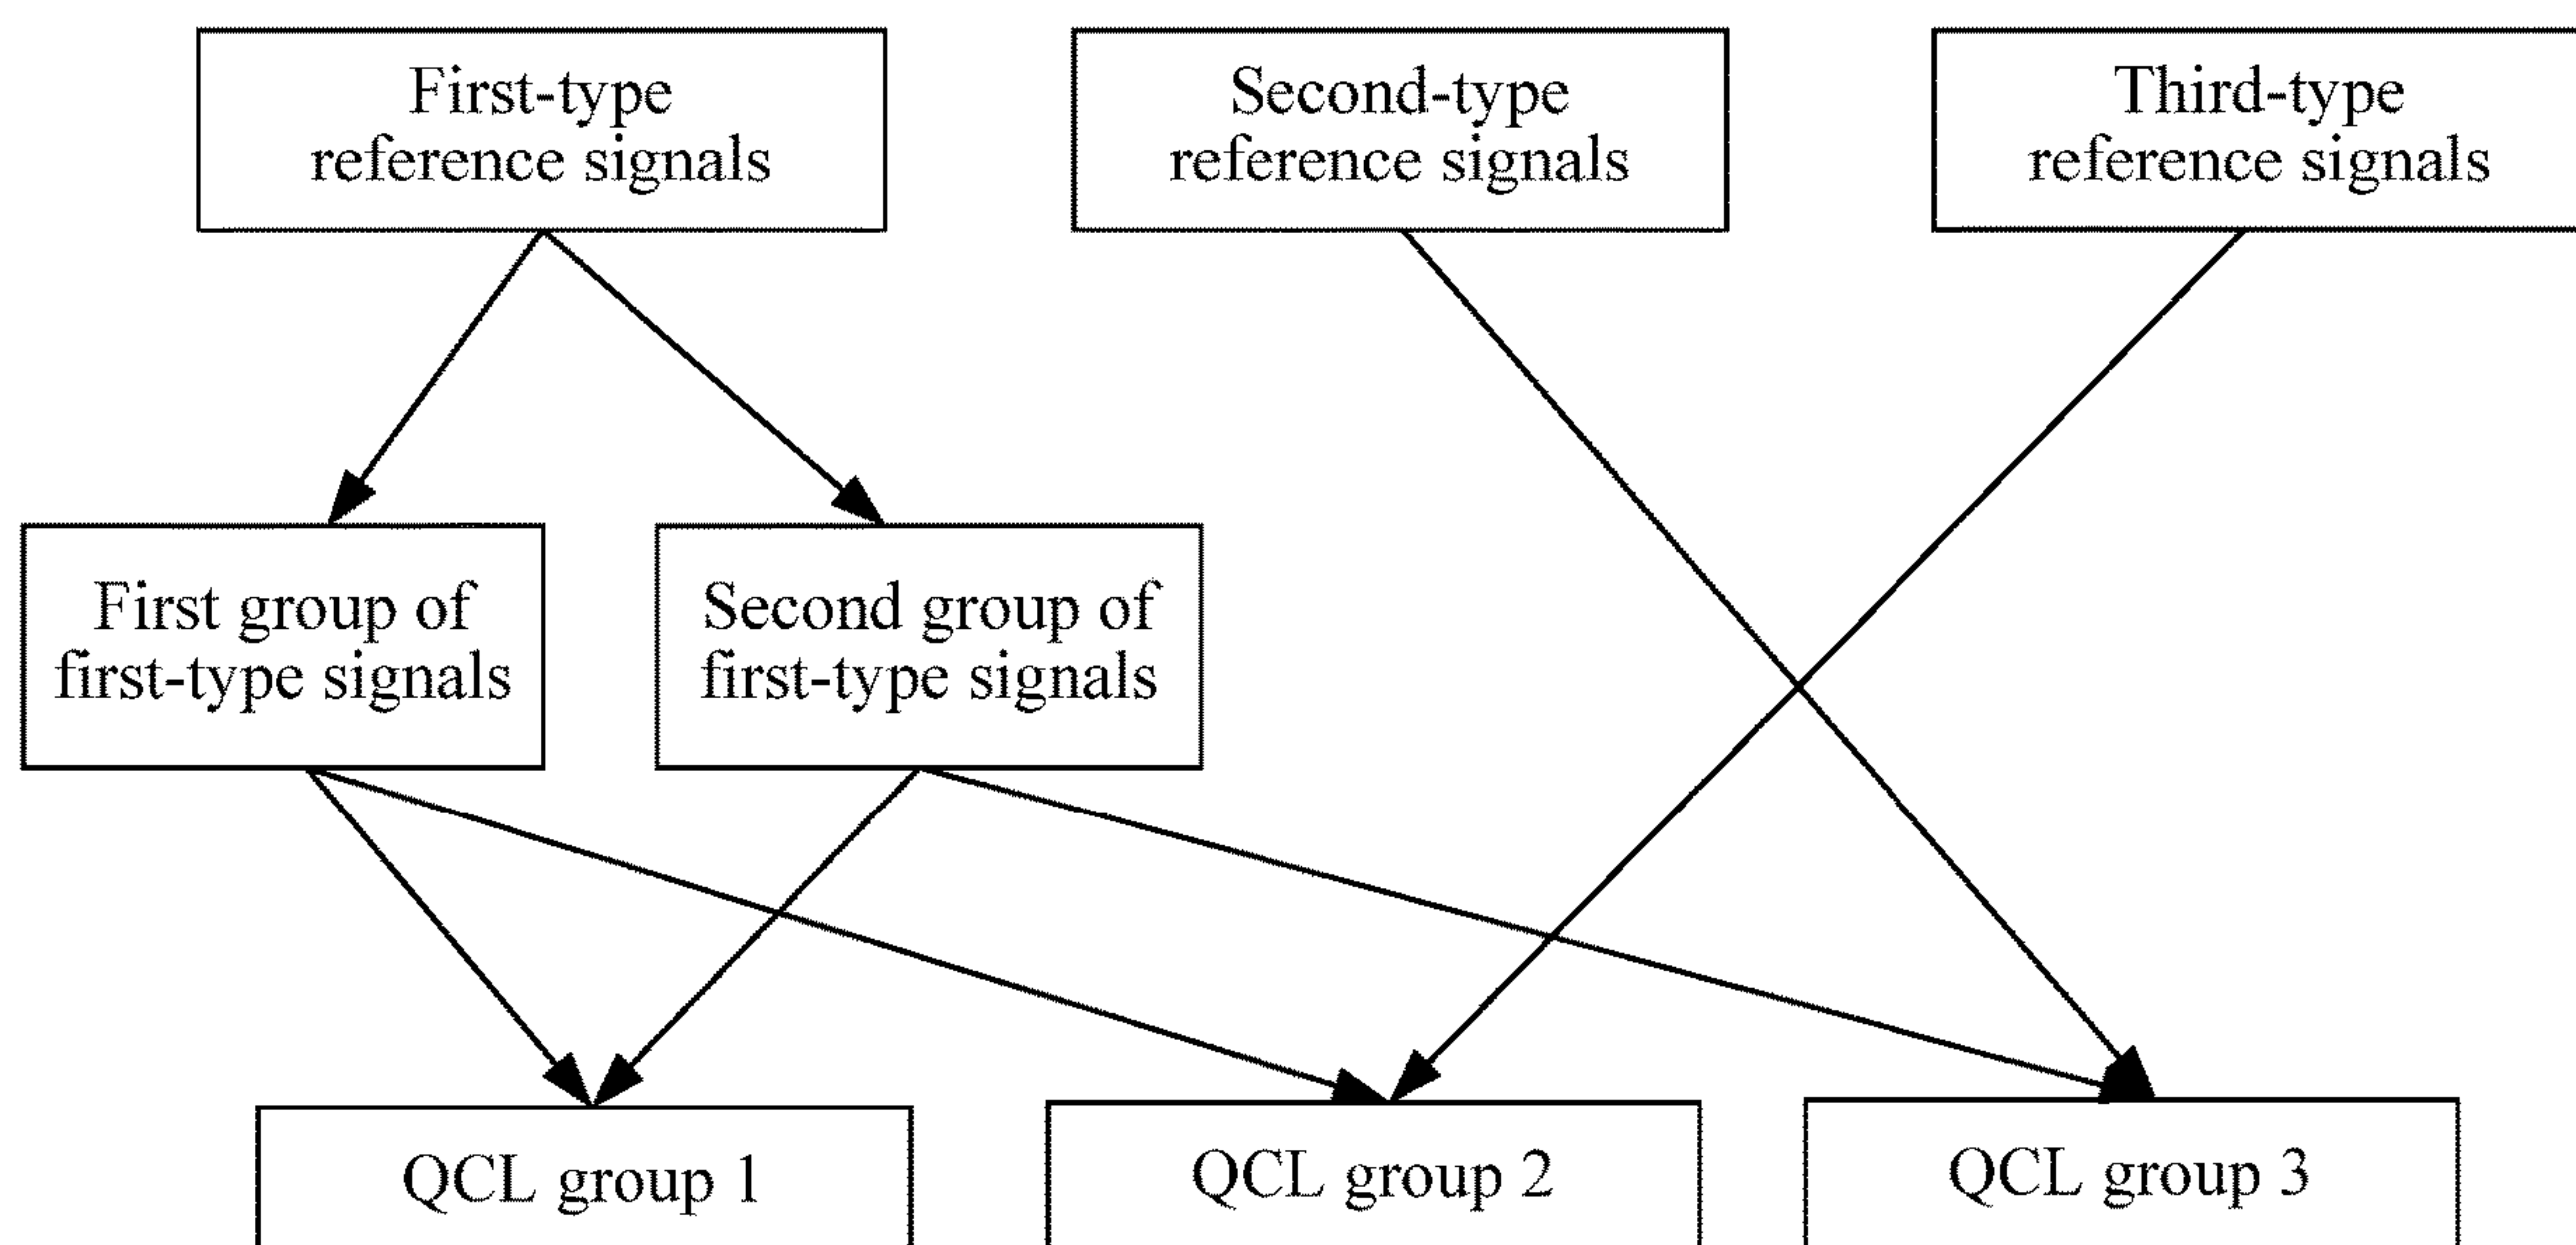 First-type
reference signals
Second-type
reference signals
Third-type
reference signals
First group of
first-type signals
Second group of
first-type signals
QCL group 1
QCL group 2
QCL group 3